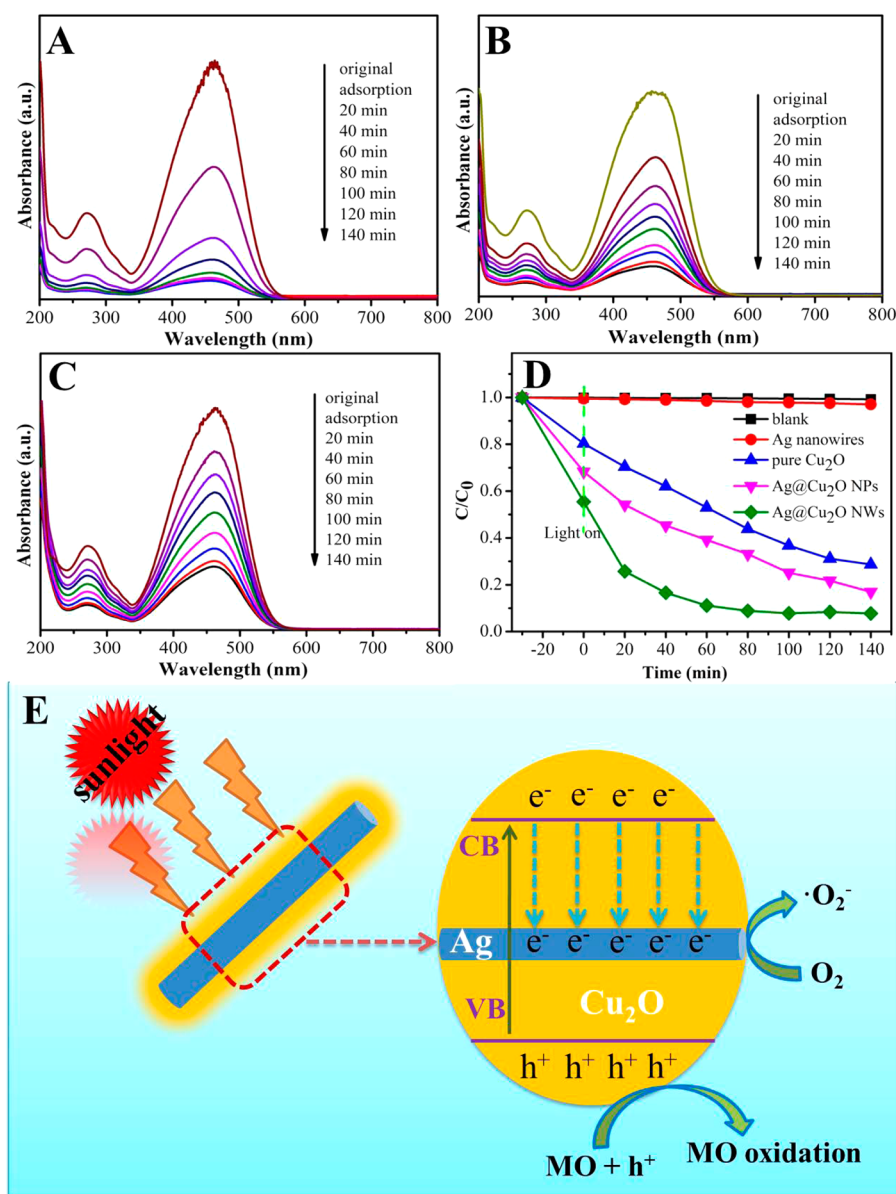 A
original
adsorption
20 min
40 min
60 min
80 min
100 min
120 min
140 min
Absorbance (a.u.)
200 300 400 500 600 700 800
Wavelength (nm)
B
original
adsorption
20 min
40 min
60 min
80 min
100 min
120 min
140 min
Absorbance (a.u.)
200 300 400 500 600 700 800
Wavelength (nm)
C
original
adsorption
20 min
40 min
60 min
80 min
100 min
120 min
140 min
Absorbance (a.u.)
200 300 400 500 600 700 800
Wavelength (nm)
D
1.0
0.8
0.6
0.4
0.2
0.0
C/C₀
blank
Ag nanowires
pure Cu₂O
Ag@Cu₂O NPs
Ag@Cu₂O NWs
Light on
-20 0 20 40 60 80 100 120 140
Time (min)
E
sunlight
e⁻ e⁻ e⁻ e⁻
CB
Ag e⁻ e⁻ e⁻ e⁻ e⁻
·O₂⁻
O₂
VB
Cu₂O
h⁺ h⁺ h⁺ h⁺
MO + h⁺
MO oxidation